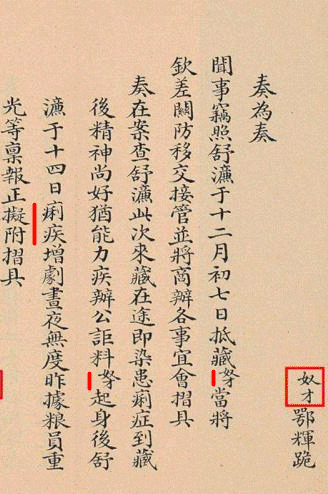 奴才鄂輝跪
奏為奏
聞事竊照舒濂于十二月初七日抵藏奴才當將
欽差關防移交接管並將商辦各事宜會摺具
奏在案查舒濂此次來藏在途即染患痢症到藏
後精神尚好猶能力疾辦公詎料奴才起身後舒
濂于十四日痢疾增劇晝夜無度昨據粮員重
光等稟報正擬附摺具